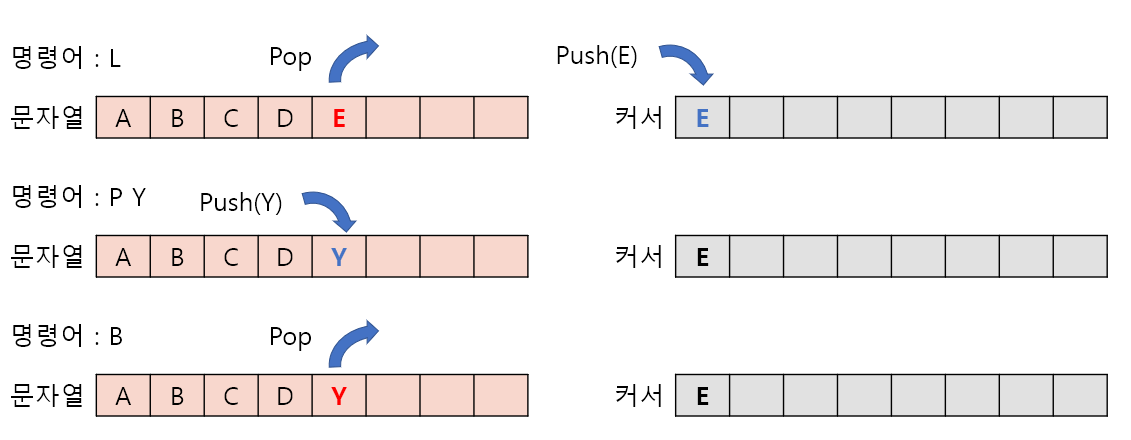 명령어 : L
Pop
Push(E)
문자열 A B C D E
커서 E
명령어 : P Y
Push(Y)
문자열 A B C D Y
커서 E
명령어 : B
Pop
문자열 A B C D Y
커서 E